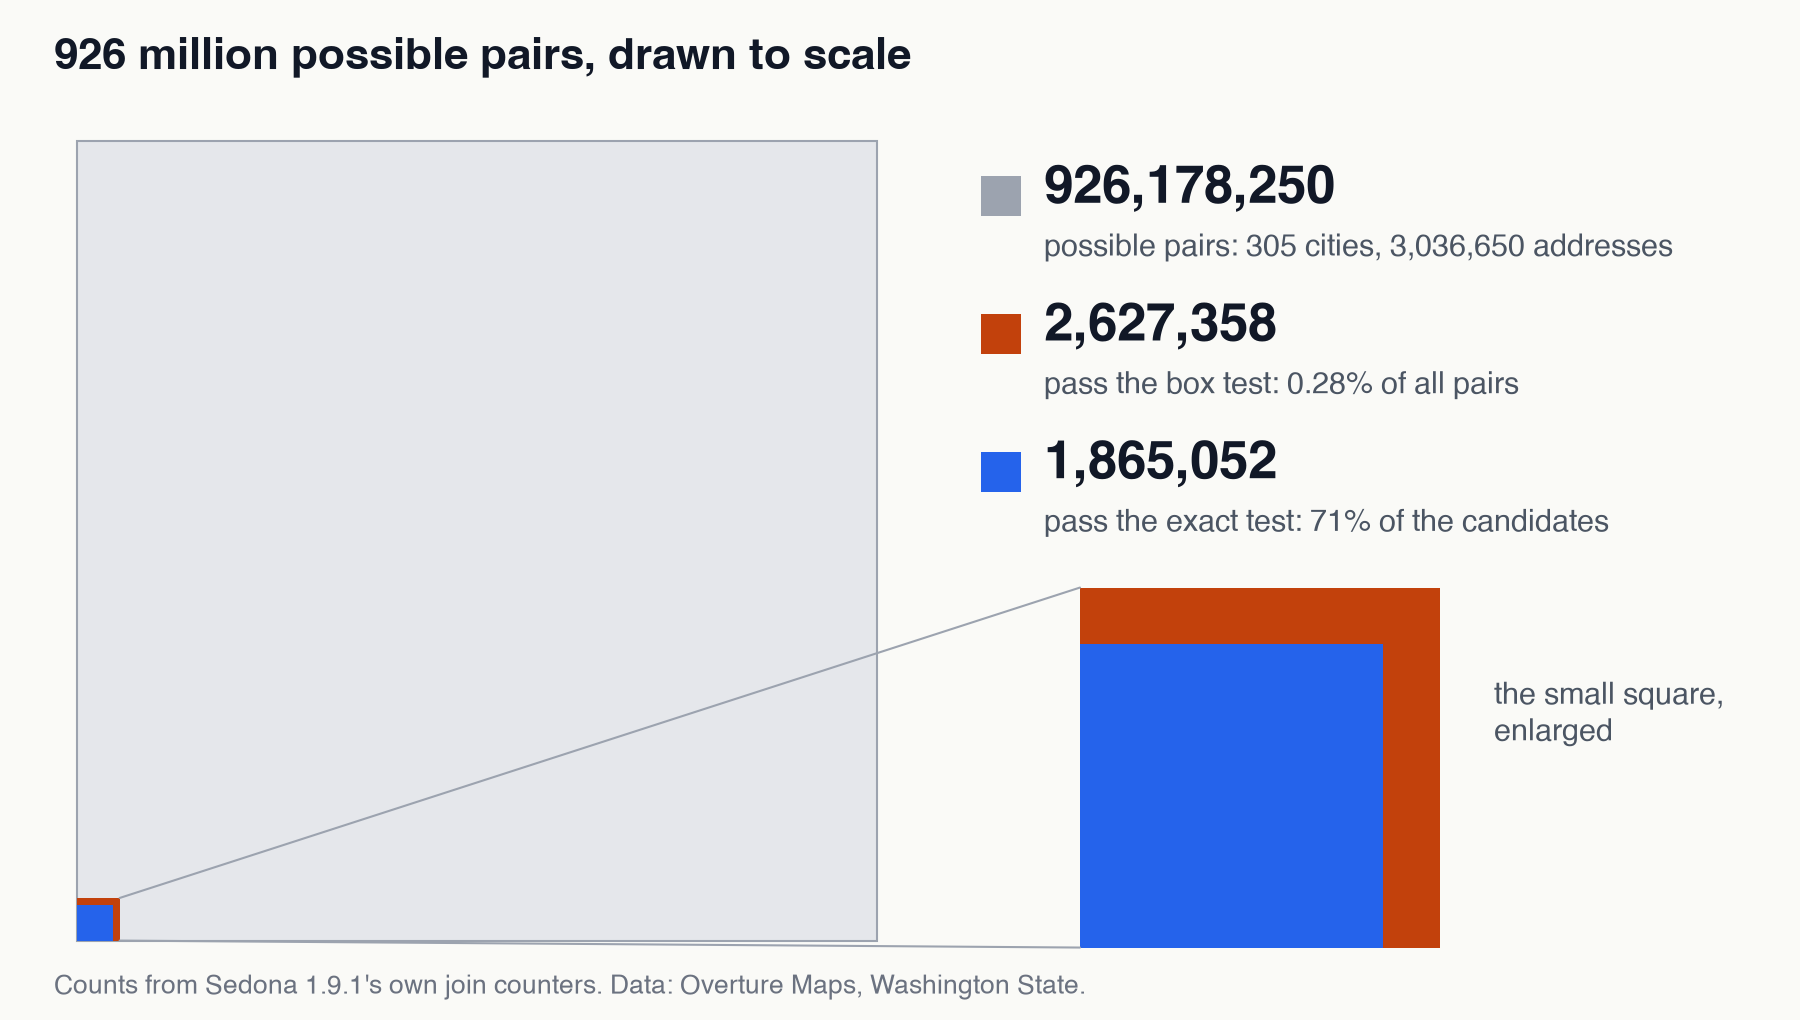 926 million possible pairs, drawn to scale
926,178,250
possible pairs: 305 cities, 3,036,650 addresses
2,627,358
pass the box test: 0.28% of all pairs
1,865,052
pass the exact test: 71% of the candidates
the small square,
enlarged
Counts from Sedona 1.9.1's own join counters. Data: Overture Maps, Washington State.